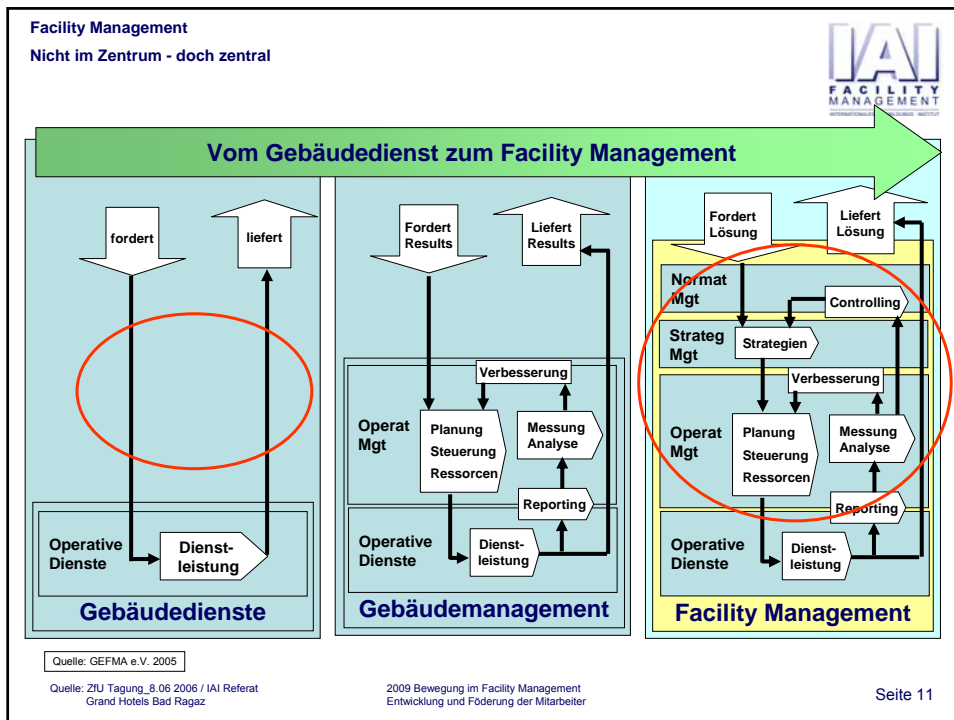 Facility Management
Nicht im Zentrum - doch zentral
IAI
FACILITY
MANAGEMENT
Vom Gebäudedienst zum Facility Management
fordert
liefert
Operative
Dienste
Dienst-
leistung
Gebäudedienste
Fordert
Results
Liefert
Results
Verbesserung
Operat
Mgt
Planung
Steuerung
Ressorcen
Messung
Analyse
Reporting
Operative
Dienste
Dienst-
leistung
Gebäudemanagement
Fordert
Lösung
Liefert
Lösung
Normat
Mgt
Controlling
Strateg
Mgt
Strategien
Verbesserung
Operat
Mgt
Planung
Steuerung
Ressorcen
Messung
Analyse
Reporting
Operative
Dienste
Dienst-
leistung
Facility Management
Quelle: GEFMA e.V. 2005
Quelle: ZfU Tagung_8.06 2006 / IAI Referat
Grand Hotels Bad Ragaz
2009 Bewegung im Facility Management
Entwicklung und Föderung der Mitarbeiter
Seite 11